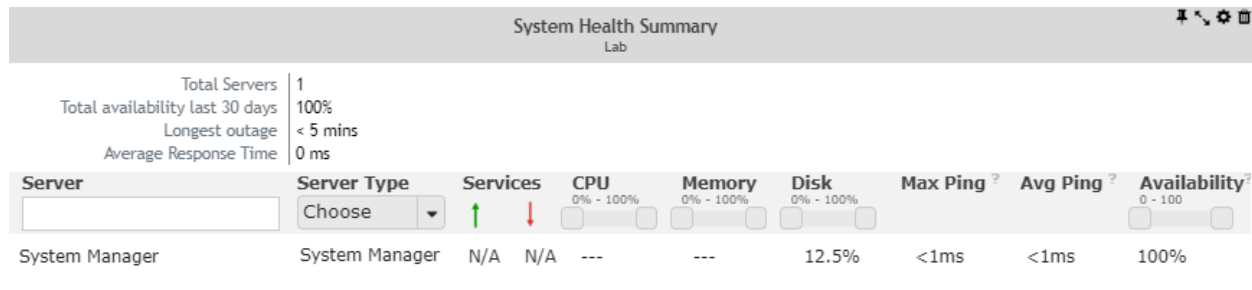 System Health Summary
Lab
Total Servers 1
Total availability last 30 days 100%
Longest outage < 5 mins
Average Response Time 0 ms
Server Server Type Services CPU Memory Disk Max Ping ? Avg Ping ? Availability ?
0% - 100% 0% - 100% 0% - 100% 0 - 100
Choose
System Manager System Manager N/A N/A --- --- 12.5% <1ms <1ms 100%